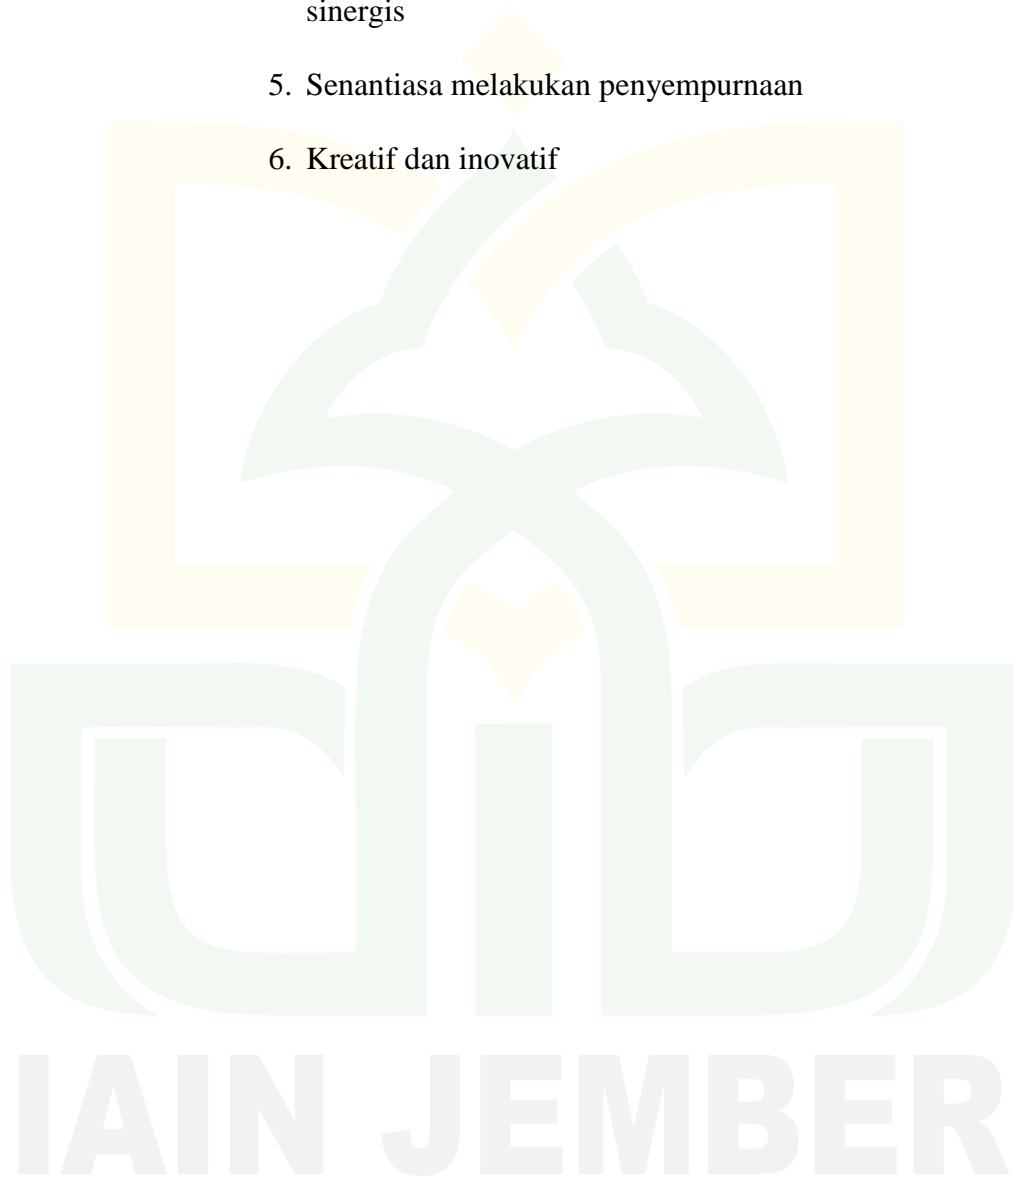 sinergis
5. Senantiasa melakukan penyempurnaan
6. Kreatif dan inovatif
IAIN JEMBER